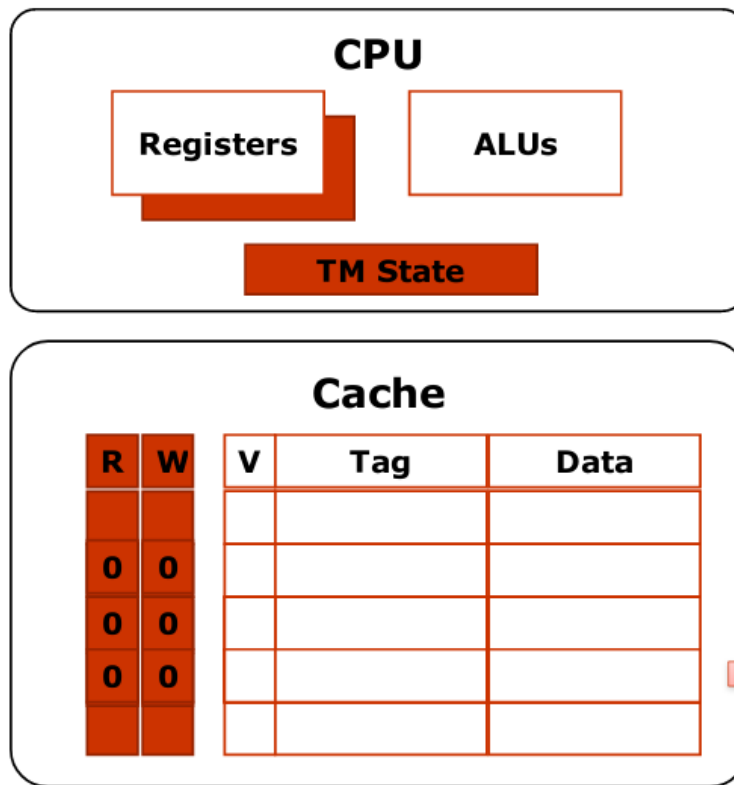 CPU
Registers ALUs
TM State
Cache
R W V Tag Data
0 0
0 0
0 0